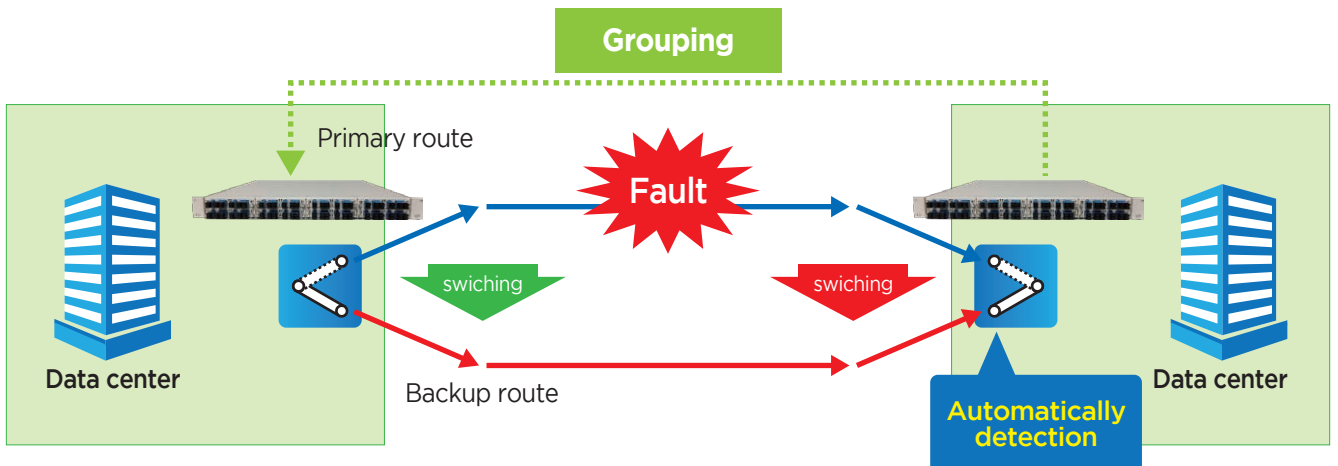 Grouping
Primary route
Fault
swiching
swiching
Data center
Backup route
Data center
Automatically
detection